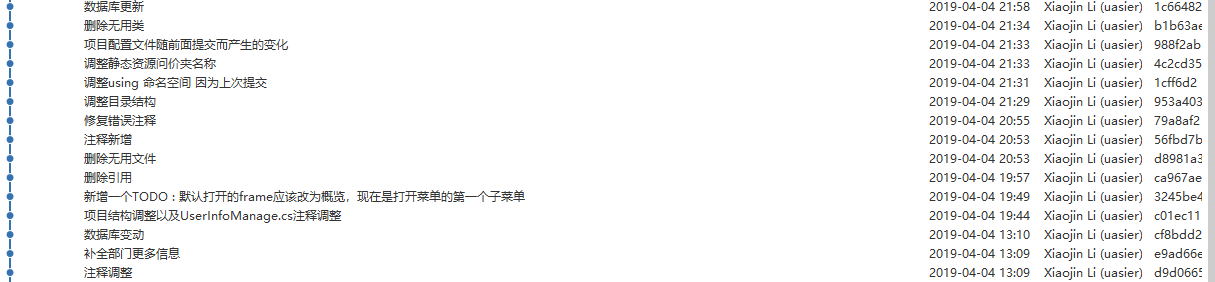 数据库更新 2019-04-04 21:58 Xiaojin Li (uasier) 1c66482
删除无用类 2019-04-04 21:34 Xiaojin Li (uasier) b1b63ae
项目配置文件随前面提交而产生的变化 2019-04-04 21:33 Xiaojin Li (uasier) 988f2ab
调整静态资源问价夹名称 2019-04-04 21:33 Xiaojin Li (uasier) 4c2cd35
调整using 命名空间 因为上次提交 2019-04-04 21:31 Xiaojin Li (uasier) 1cff6d2
调整目录结构 2019-04-04 21:29 Xiaojin Li (uasier) 953a403
修复错误注释 2019-04-04 20:55 Xiaojin Li (uasier) 79a8af2
注释新增 2019-04-04 20:53 Xiaojin Li (uasier) 56fbd7b
删除无用文件 2019-04-04 20:53 Xiaojin Li (uasier) d8981a3
删除引用 2019-04-04 19:57 Xiaojin Li (uasier) ca967ae
新增一个TODO：默认打开的frame应该改为概览，现在是打开菜单的第一个子菜单 2019-04-04 19:49 Xiaojin Li (uasier) 3245be4
项目结构调整以及UserInfoManage.cs注释调整 2019-04-04 19:44 Xiaojin Li (uasier) c01ec11
数据库变动 2019-04-04 13:10 Xiaojin Li (uasier) cf8bdd2
补全部门更多信息 2019-04-04 13:09 Xiaojin Li (uasier) e9ad66e
注释调整 2019-04-04 13:09 Xiaojin Li (uasier) d9d0665